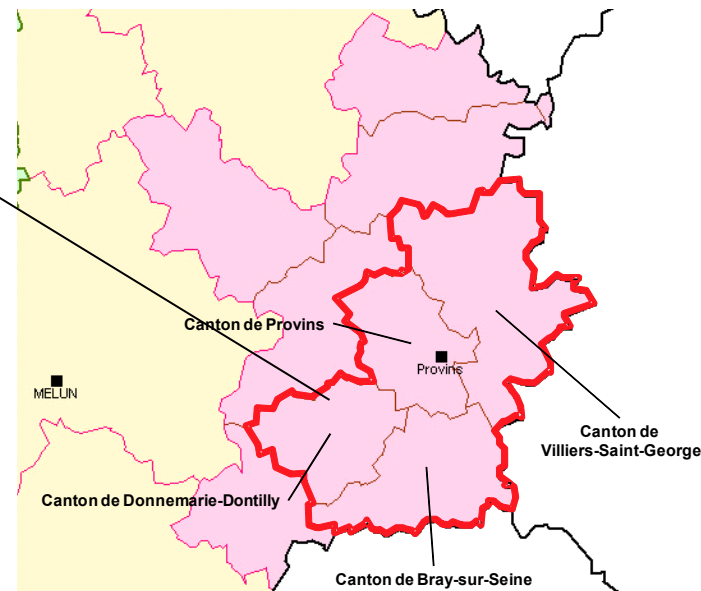 Canton de Provins
Provins
MELUN
Canton de
Villiers-Saint-George
Canton de Donnemarie-Dontilly
Canton de Bray-sur-Seine